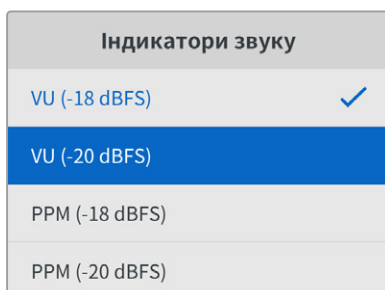 Індикатори звуку
VU (-18 dBFS)
VU (-20 dBFS)
PPM (-18 dBFS)
PPM (-20 dBFS)